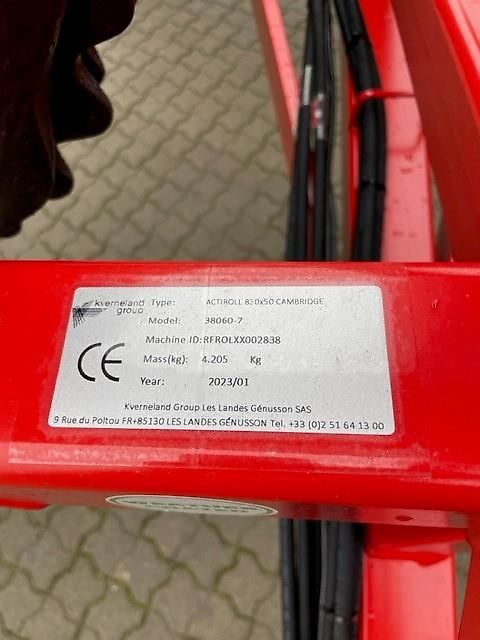 kverneland
group
Type: ACTIROLL 830x50 CAMBRIDGE
Model: 38060-7
Machine ID: RFROLXX002838
Mass(kg): 4.205 Kg
CE Year: 2023/01
Kverneland Group Les Landes Génusson SAS
9 Rue du Poitou FR+85130 LES LANDES GÉNUSSON Tel. +33 (0)2 51 64 13 00